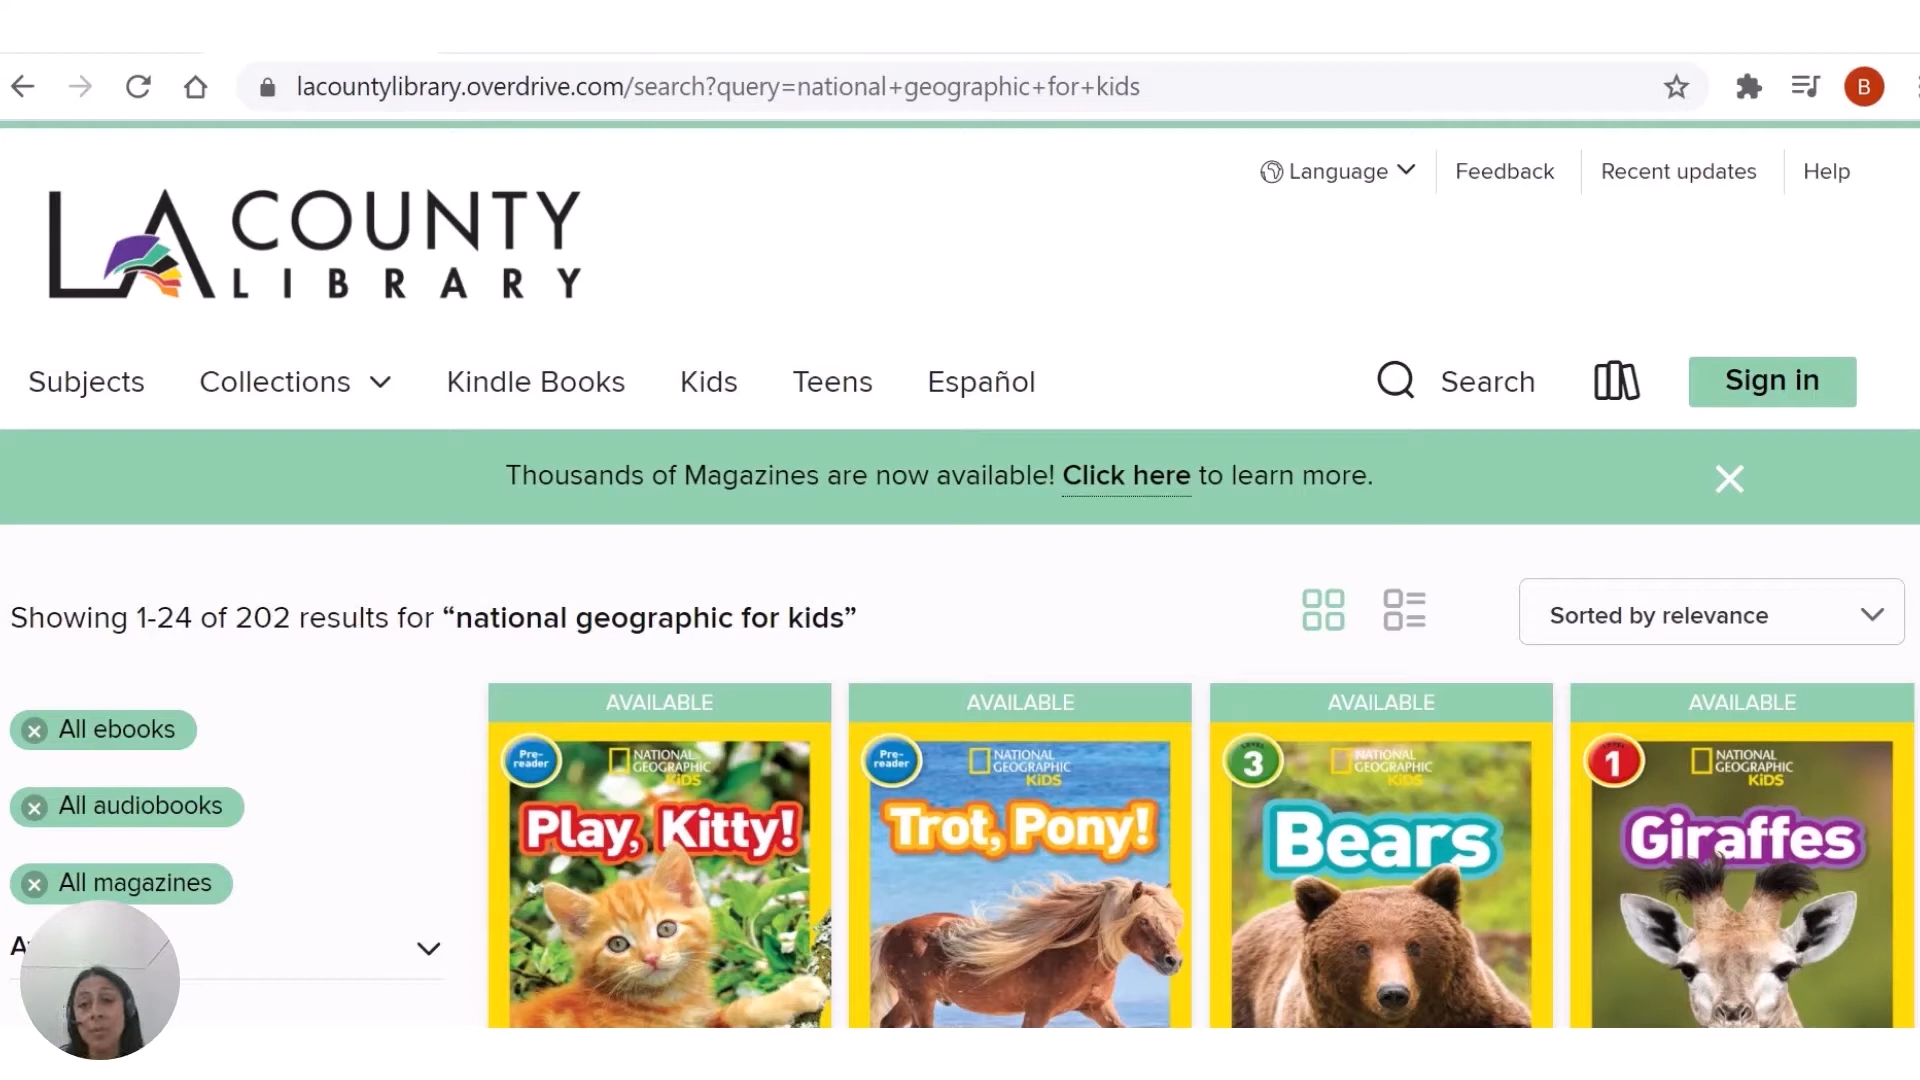 lacountylibrary.overdrive.com/search?query=national+geographic+for+kids
B
Language
Feedback
Recent updates
Help
LA COUNTY
LIBRARY
Subjects
Collections
Kindle Books
Kids
Teens
Español
Search
Sign in
Thousands of Magazines are now available! Click here to learn more.
Showing 1-24 of 202 results for “national geographic for kids”
Sorted by relevance
All ebooks
All audiobooks
All magazines
AVAILABLE
Pre-
reader
NATIONAL
GEOGRAPHIC
KiDS
Play, Kitty!
AVAILABLE
Pre-
reader
NATIONAL
GEOGRAPHIC
KiDS
Trot, Pony!
AVAILABLE
LEVEL
3
NATIONAL
GEOGRAPHIC
KiDS
Bears
AVAILABLE
LEVEL
1
NATIONAL
GEOGRAPHIC
KiDS
Giraffes